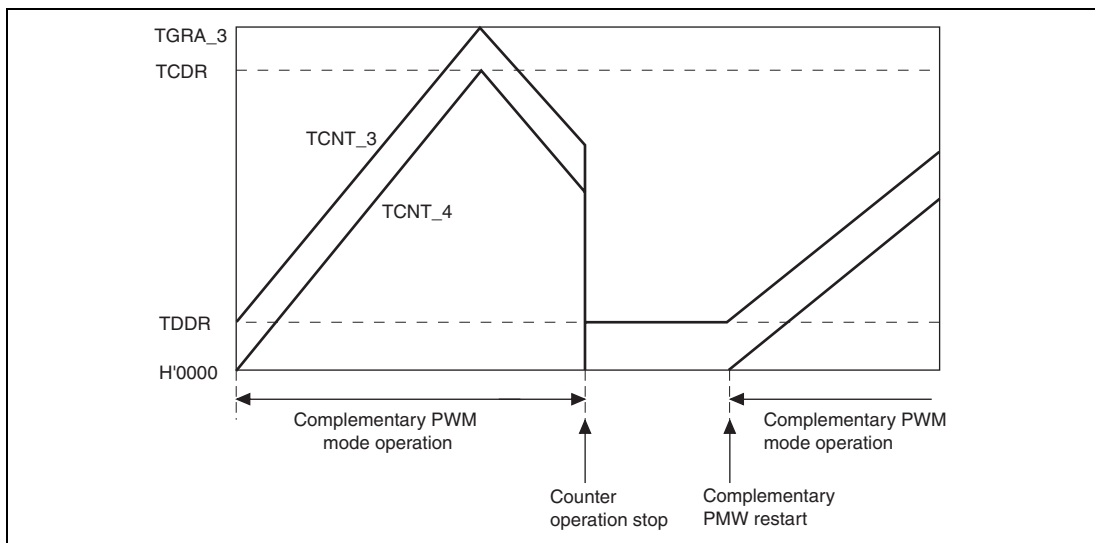 TGRA_3
TCDR
TCNT_3
TCNT_4
TDDR
H'0000
Complementary PWM
mode operation
Complementary PWM
mode operation
Counter
operation stop
Complementary
PMW restart